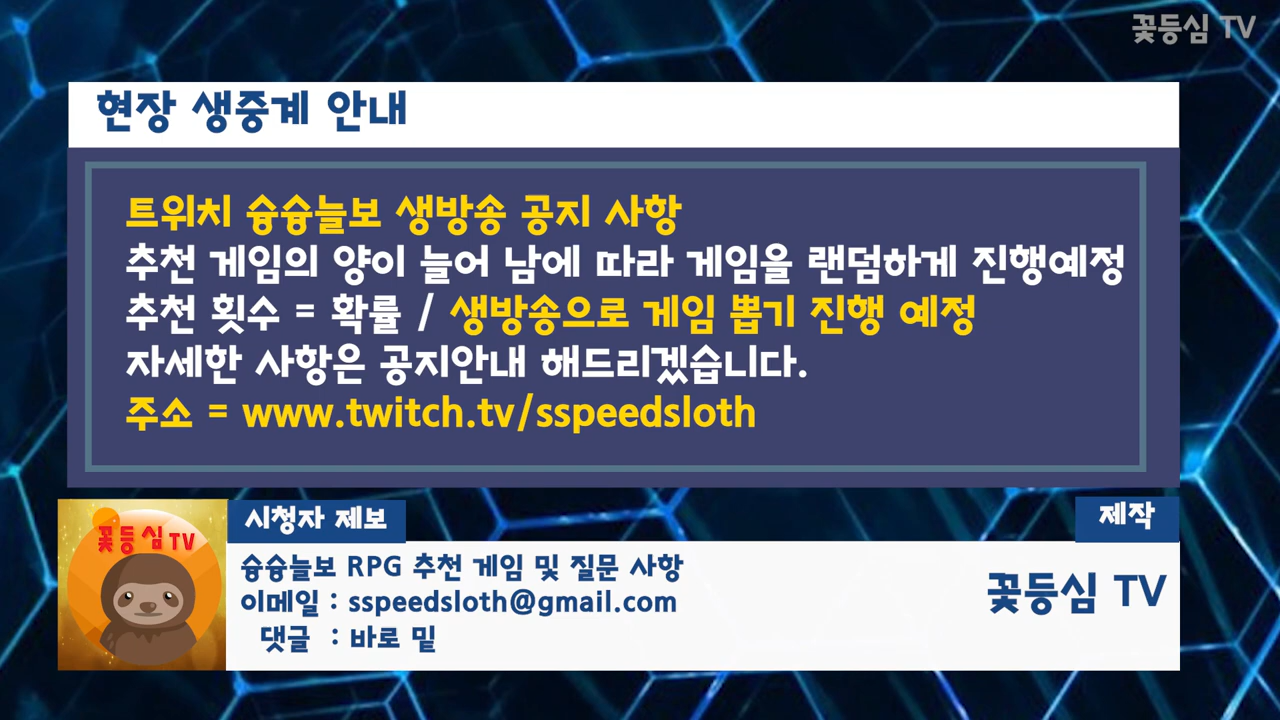 꽃등심 TV
현장 생중계 안내
트위치 슝슝늘보 생방송 공지 사항
추천 게임의 양이 늘어 남에 따라 게임을 랜덤하게 진행예정
추천 횟수 = 확률 / 생방송으로 게임 뽑기 진행 예정
자세한 사항은 공지안내 해드리겠습니다.
주소 = www.twitch.tv/sspeedsloth
꽃등심 TV
시청자 제보
제작
슝슝늘보 RPG 추천 게임 및 질문 사항
이메일 : sspeedsloth@gmail.com
댓글 : 바로 밑
꽃등심 TV